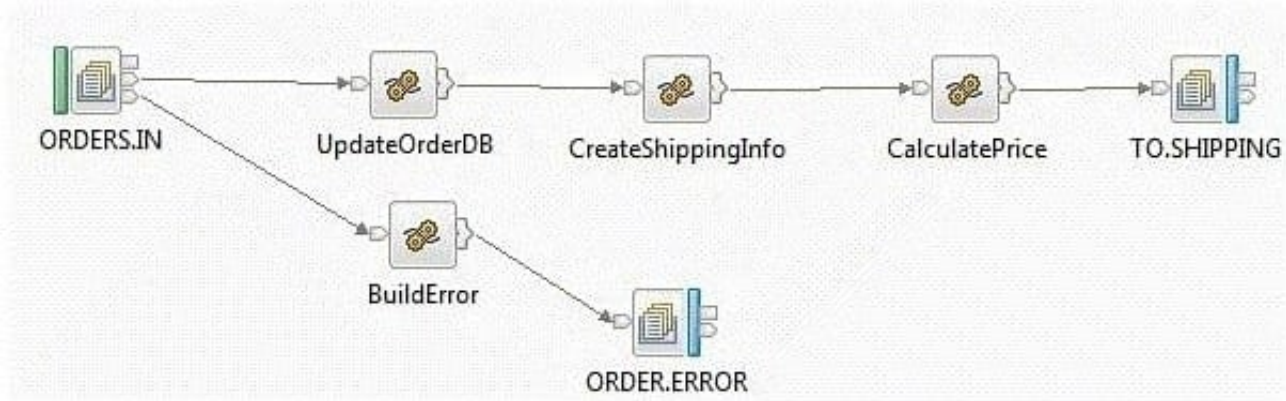 ORDERS.IN
UpdateOrderDB
CreateShippingInfo
CalculatePrice
TO.SHIPPING
BuildError
ORDER.ERROR